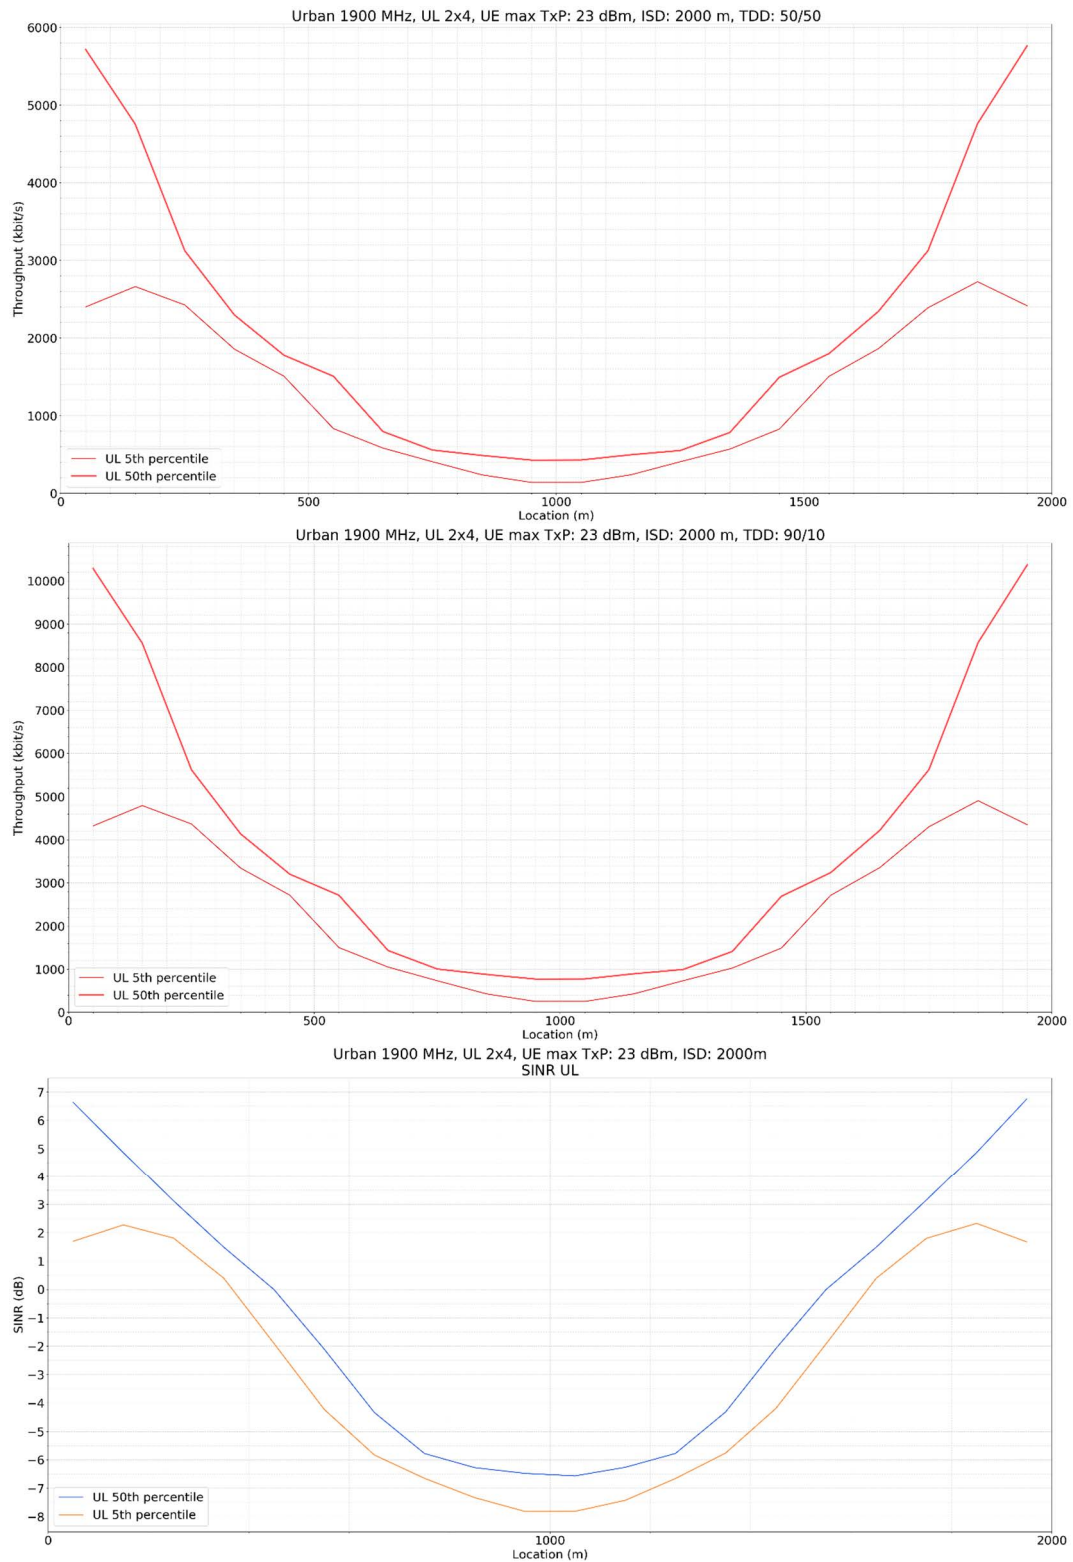 Urban 1900 MHz, UL 2x4, UE max TxP: 23 dBm, ISD: 2000 m, TDD: 50/50
6000
5000
4000
3000
2000
1000
0
Throughput (kbit/s)
UL 5th percentile
UL 50th percentile
0 500 1000 1500 2000
Location (m)
Urban 1900 MHz, UL 2x4, UE max TxP: 23 dBm, ISD: 2000 m, TDD: 90/10
10000
9000
8000
7000
6000
5000
4000
3000
2000
1000
0
Throughput (kbit/s)
UL 5th percentile
UL 50th percentile
0 500 1000 1500 2000
Location (m)
Urban 1900 MHz, UL 2x4, UE max TxP: 23 dBm, ISD: 2000m
SINR UL
7
6
5
4
3
2
1
0
−1
−2
−3
−4
−5
−6
−7
−8
SINR (dB)
UL 50th percentile
UL 5th percentile
0 1000 2000
Location (m)